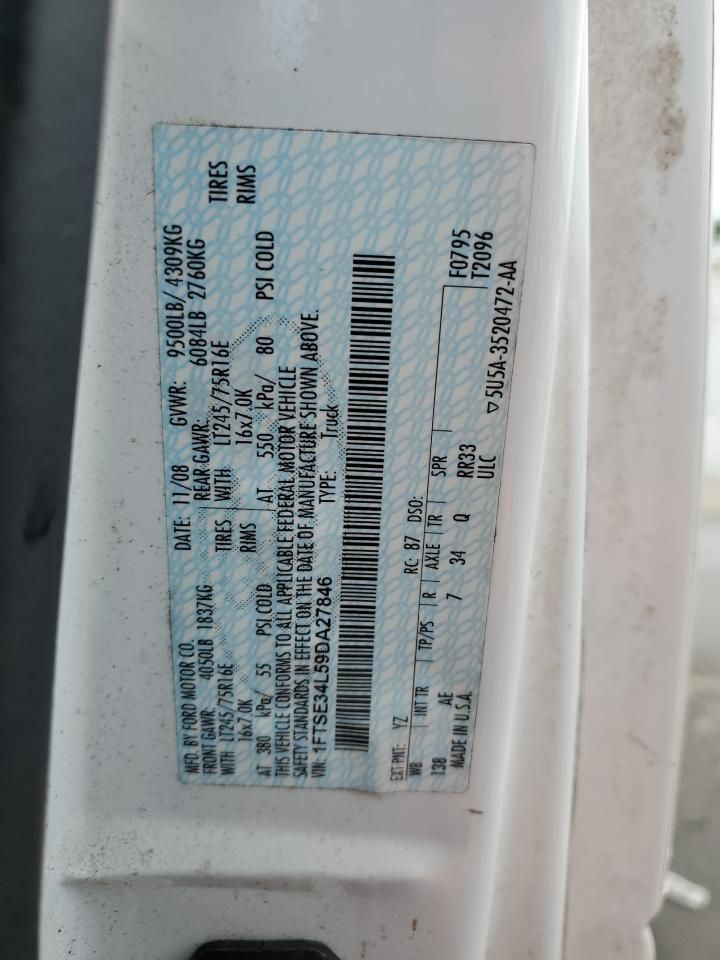 MFD. BY FORD MOTOR CO.
DATE: 11/08 GVWR: 9500LB/ 4309KG
FRONT GAWR: 4050LB 1837KG REAR GAWR: 6084LB 2760KG
WITH LT245/75R16E TIRES WITH LT245/75R16E TIRES
16x7.0K RIMS 16x7.0K RIMS
AT 380 kPa/ 55 PSI COLD AT 550 kPa/ 80 PSI COLD
THIS VEHICLE CONFORMS TO ALL APPLICABLE FEDERAL MOTOR VEHICLE
SAFETY STANDARDS IN EFFECT ON THE DATE OF MANUFACTURE SHOWN ABOVE.
VIN: 1FTSE34L59DA27846 TYPE: Truck
F0795
T2096
EXT PNT: YZ RC: 87 DSO:
WB INT TR TP/PS R AXLE TR SPR
138 AE 7 34 Q RR33
ULC
MADE IN U.S.A. ▽5U5A-3520472-AA